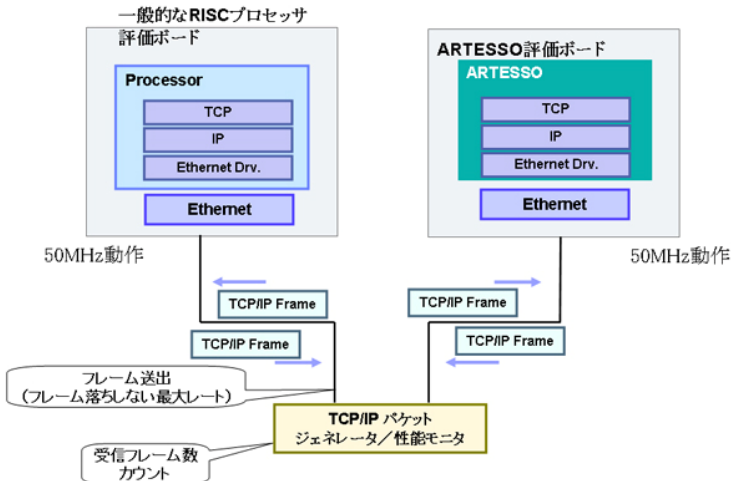 一般的なRISCプロセッサ
評価ボード
Processor
TCP
IP
Ethernet Drv.
Ethernet
50MHz動作
ARTESSO評価ボード
ARTESSO
TCP
IP
Ethernet Drv.
Ethernet
50MHz動作
TCP/IP Frame
TCP/IP Frame
TCP/IP Frame
TCP/IP Frame
フレーム送出
(フレーム落ちしない最大レート)
TCP/IP パケット
ジェネレータ／性能モニタ
受信フレーム数
カウント